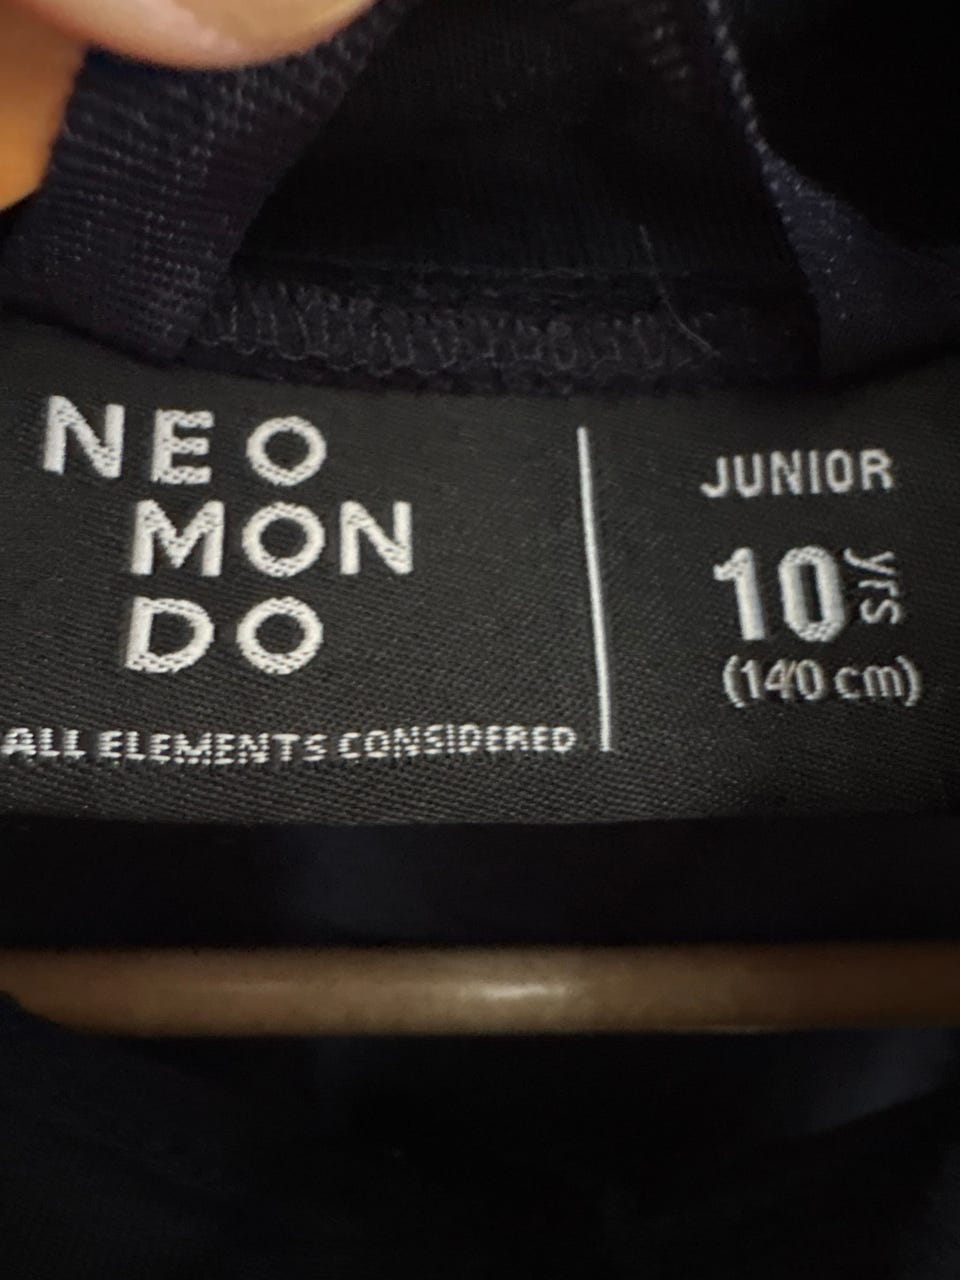 NEO
MON
DO
ALL ELEMENTS CONSIDERED
JUNIOR
10 yrs
(140 cm)